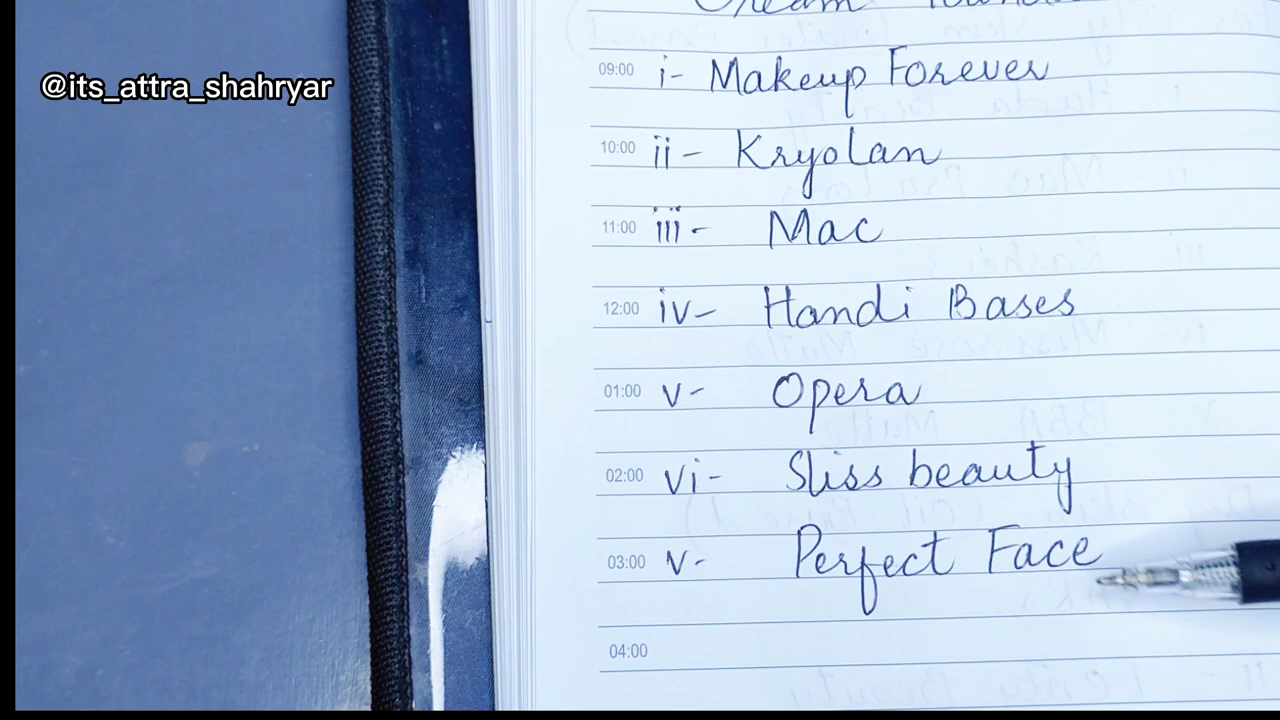 @its_attra_shahryar
Cream
09:00 i- Makeup Forever
10:00 ii- Kryolan
11:00 iii- Mac
12:00 iv- Handi Bases
01:00 v- Opera
02:00 vi- Sliss beauty
03:00 v- Perfect Face
04:00